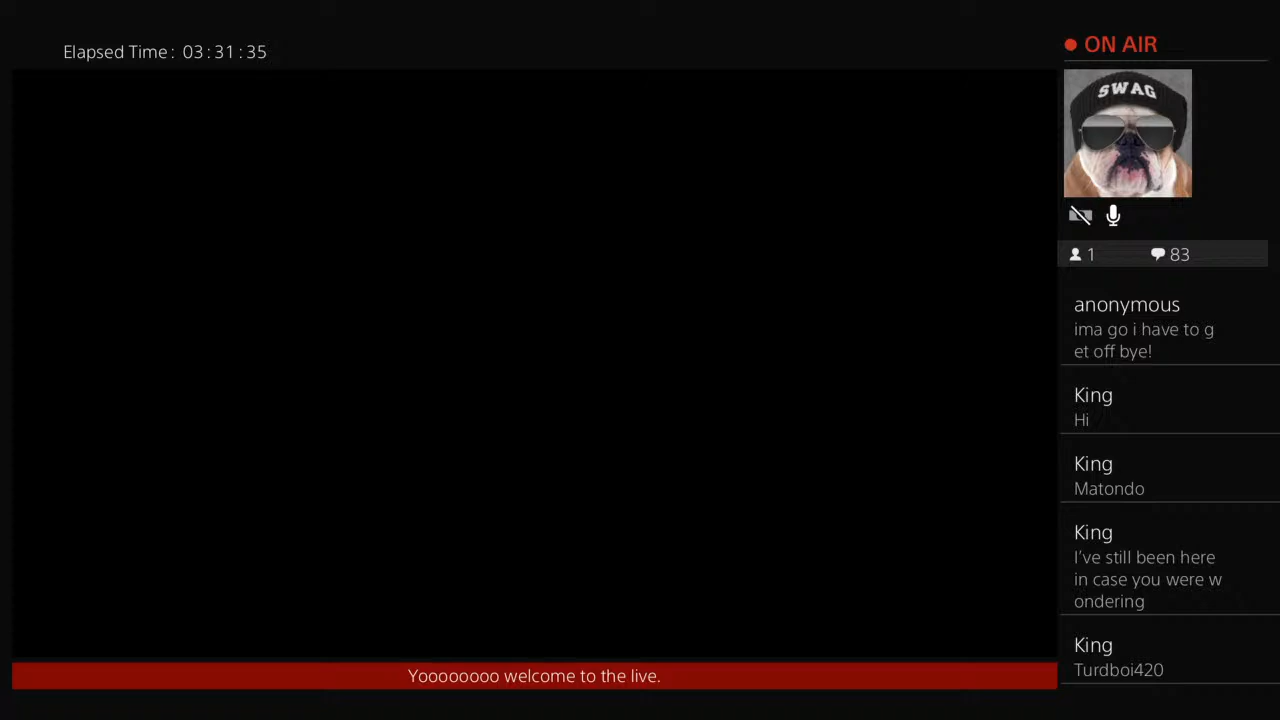 Elapsed Time: 03:31:35
ON AIR
SWAG
1 83
anonymous
ima go i have to g
et off bye!
King
Hi
King
Matondo
King
I've still been here
in case you were w
ondering
King
Turdboi420
Yoooooooo welcome to the live.